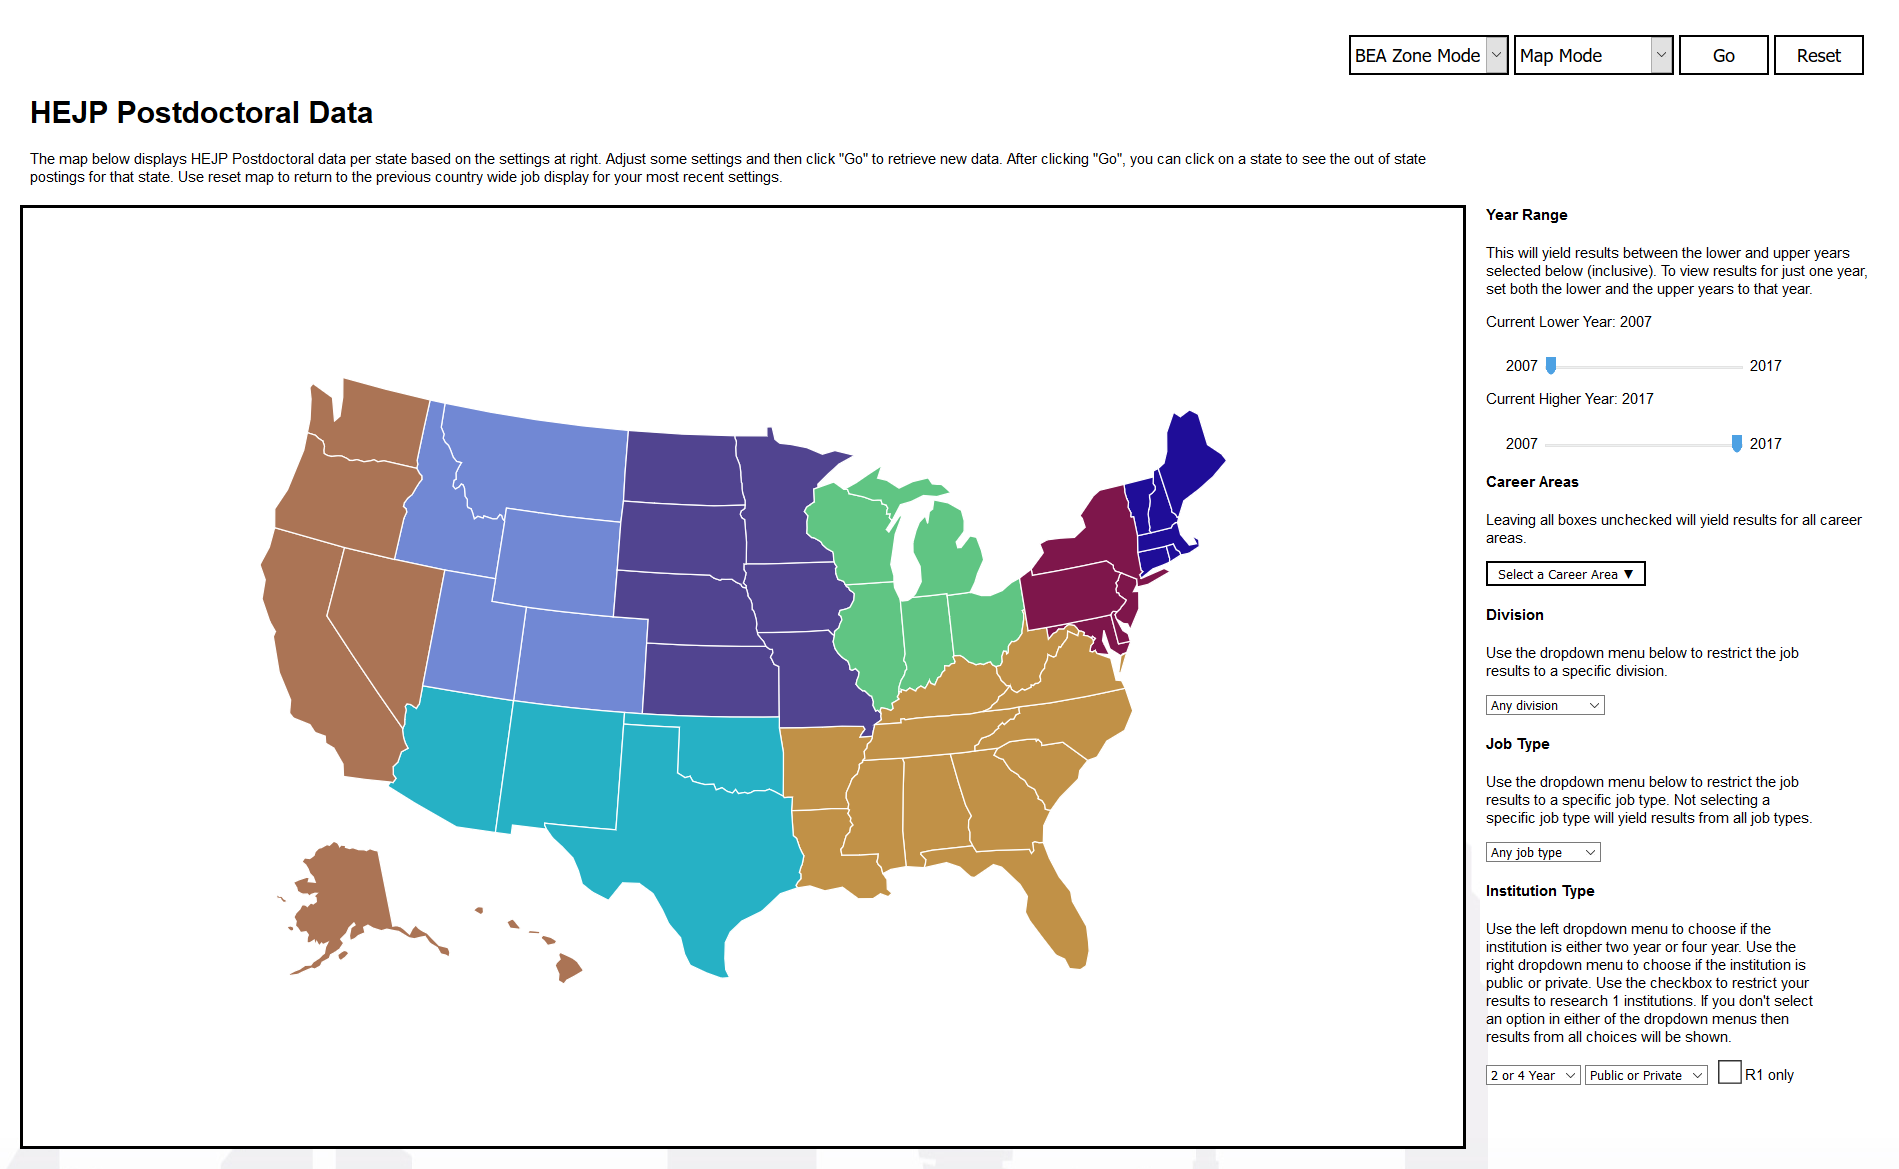 BEA Zone Mode Map Mode Go Reset
HEJP Postdoctoral Data
The map below displays HEJP Postdoctoral data per state based on the settings at right. Adjust some settings and then click "Go" to retrieve new data. After clicking "Go", you can click on a state to see the out of state
postings for that state. Use reset map to return to the previous country wide job display for your most recent settings.
Year Range
This will yield results between the lower and upper years
selected below (inclusive). To view results for just one year,
set both the lower and the upper years to that year.
Current Lower Year: 2007
2007 2017
Current Higher Year: 2017
2007 2017
Career Areas
Leaving all boxes unchecked will yield results for all career
areas.
Select a Career Area ▼
Division
Use the dropdown menu below to restrict the job
results to a specific division.
Any division
Job Type
Use the dropdown menu below to restrict the job
results to a specific job type. Not selecting a
specific job type will yield results from all job types.
Any job type
Institution Type
Use the left dropdown menu to choose if the
institution is either two year or four year. Use the
right dropdown menu to choose if the institution is
public or private. Use the checkbox to restrict your
results to research 1 institutions. If you don't select
an option in either of the dropdown menus then
results from all choices will be shown.
2 or 4 Year Public or Private R1 only